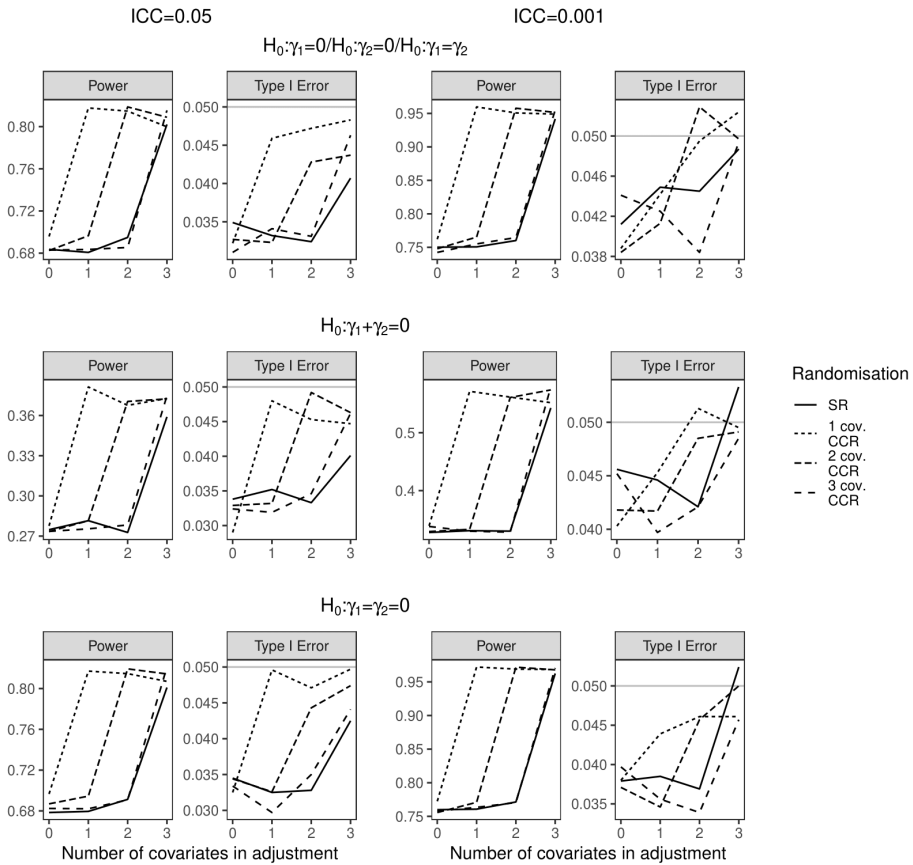 ICC=0.05
ICC=0.001
H₀:γ₁=0/H₀:γ₂=0/H₀:γ₁=γ₂
Power
Type I Error
Power
Type I Error
0.80
0.76
0.72
0.68
0 1 2 3
0.050
0.045
0.040
0.035
0 1 2 3
0.95
0.90
0.85
0.80
0.75
0 1 2 3
0.050
0.046
0.042
0.038
0 1 2 3
H₀:γ₁+γ₂=0
Power
Type I Error
Power
Type I Error
0.36
0.33
0.30
0.27
0 1 2 3
0.050
0.045
0.040
0.035
0.030
0 1 2 3
0.5
0.4
0 1 2 3
0.050
0.045
0.040
0 1 2 3
Randomisation
SR
1 cov.
CCR
2 cov.
CCR
3 cov.
CCR
H₀:γ₁=γ₂=0
Power
Type I Error
Power
Type I Error
0.80
0.76
0.72
0.68
0 1 2 3
0.050
0.045
0.040
0.035
0.030
0 1 2 3
0.95
0.90
0.85
0.80
0.75
0 1 2 3
0.050
0.045
0.040
0.035
0 1 2 3
Number of covariates in adjustment
Number of covariates in adjustment